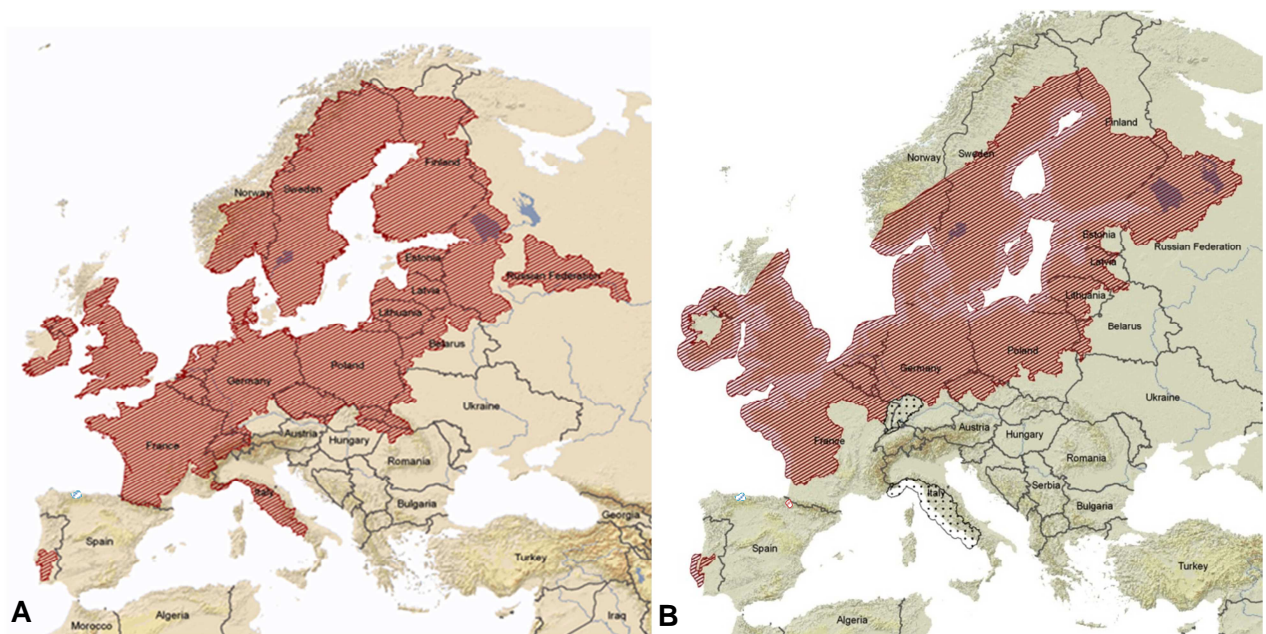 Finland
Norway
Sweden
Estonia
Russian Federation
Latvia
Lithuania
Belarus
Germany
Poland
Ukraine
France
Austria
Hungary
Romania
Italy
Bulgaria
Georgia
Spain
Turkey
A
Algeria
Morocco
Iraq
Finland
Norway
Sweden
Estonia
Russian Federation
Latvia
Lithuania
Belarus
Poland
Germany
Ukraine
France
Austria
Hungary
Romania
Serbia
Italy
Bulgaria
Spain
Turkey
B
Algeria